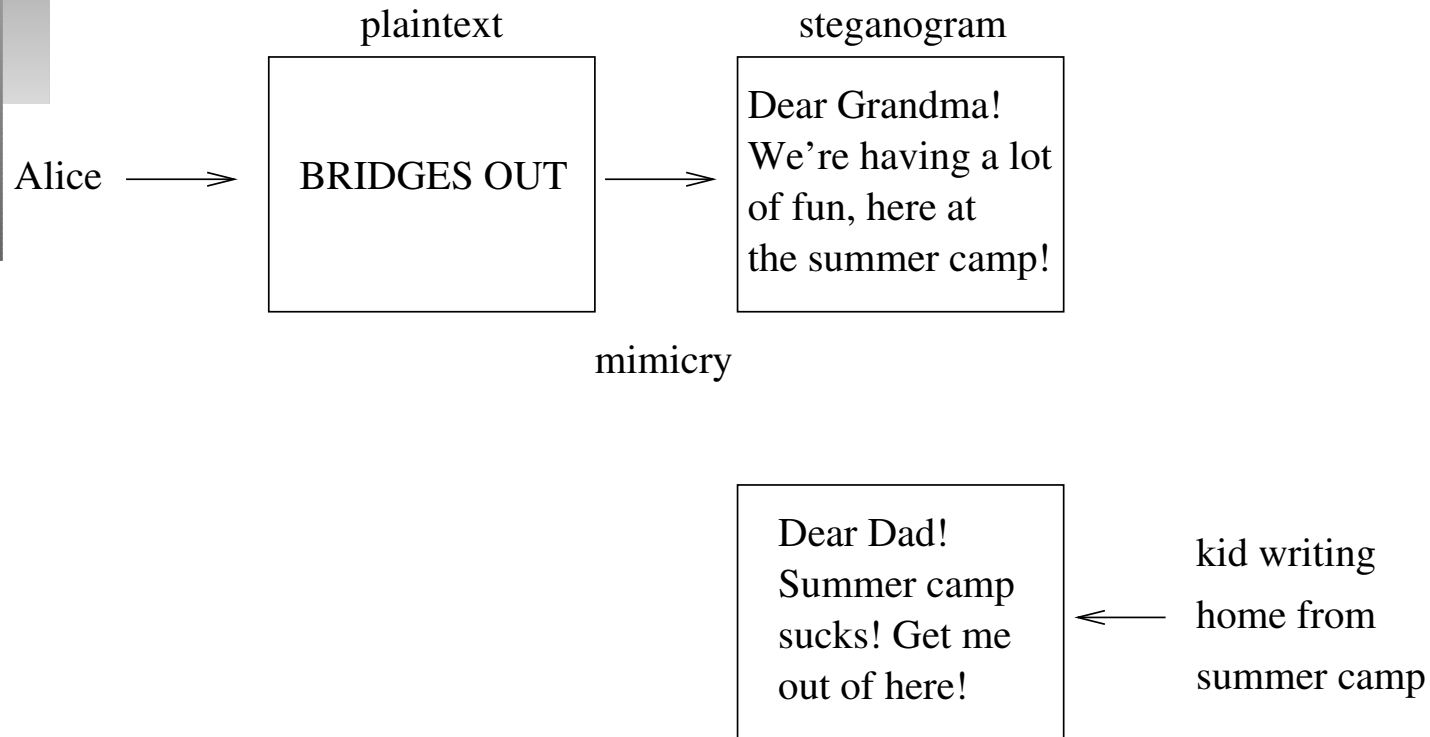 plaintext
steganogram
Alice
BRIDGES OUT
Dear Grandma!
We're having a lot
of fun, here at
the summer camp!
mimicry
Dear Dad!
Summer camp
sucks! Get me
out of here!
kid writing
home from
summer camp